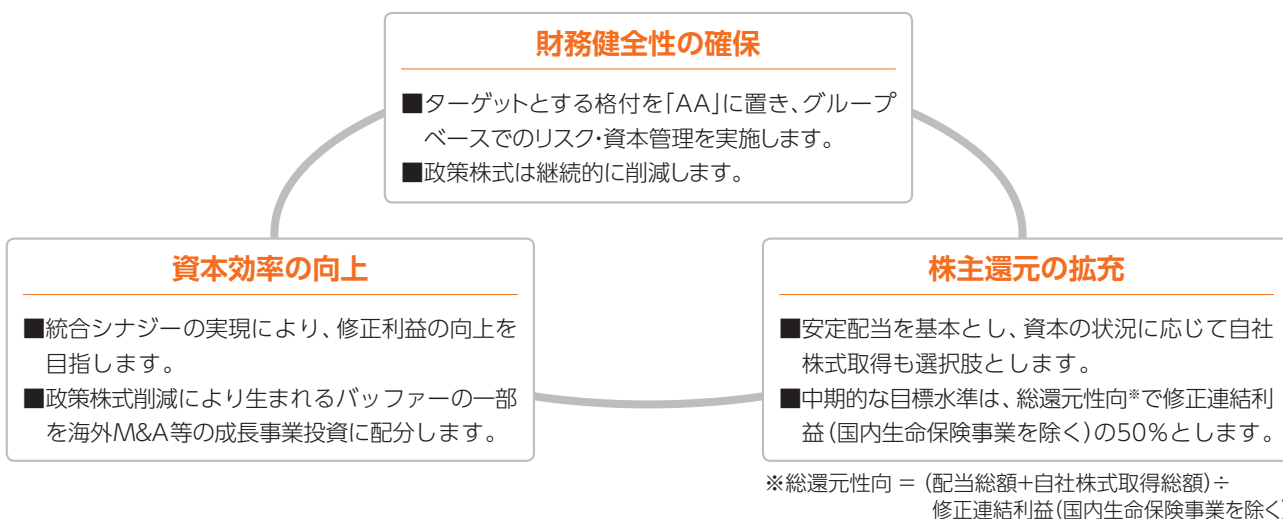 財務健全性の確保
■ターゲットとする格付を「AA」に置き、グループ
ベースでのリスク・資本管理を実施します。
■政策株式は継続的に削減します。
資本効率の向上
■統合シナジーの実現により、修正利益の向上を
目指します。
■政策株式削減により生まれるバッファーの一部
を海外M&A等の成長事業投資に配分します。
株主還元の拡充
■安定配当を基本とし、資本の状況に応じて自社
株式取得も選択肢とします。
■中期的な目標水準は、総還元性向※で修正連結利
益(国内生命保険事業を除く)の50%とします。
※総還元性向 = (配当総額+自社株式取得総額)÷
修正連結利益(国内生命保険事業を除く)